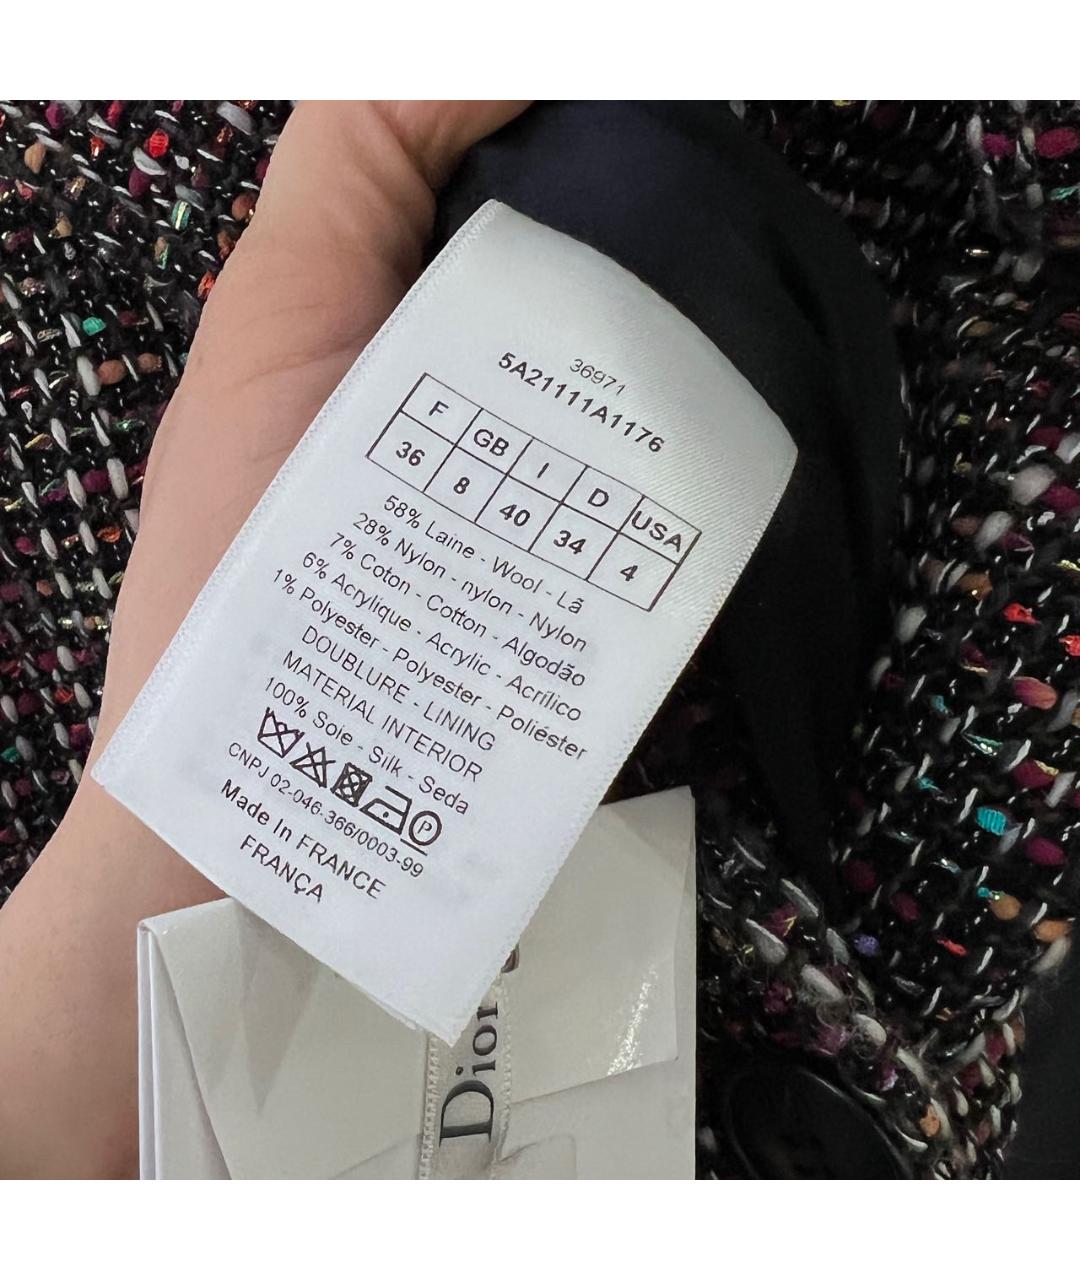 36971
5A21111A1176
F GB I D USA
36 8 40 34 4
58% Laine - Wool - Lã
28% Nylon - nylon - Nylon
7% Coton - Cotton - Algodão
6% Acrylique - Acrylic - Acrílico
1% Polyester - Polyester - Poliéster
DOUBLURE - LINING
MATERIAL INTERIOR
100% Soie - Silk - Seda
P
CNPJ 02-046-366/0003-99
Made In FRANCE
FRANÇA
Dior